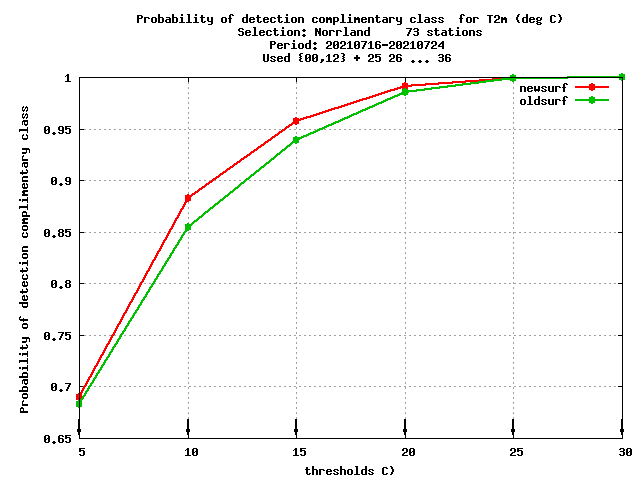 Probability of detection complimentary class  for T2m (deg C)
Selection: Norrland     73 stations
Period: 20210716-20210724
Used {00,12} + 25 26 ... 36
Probability of detection complimentary class
1
0.95
0.9
0.85
0.8
0.75
0.7
0.65
newsurf
oldsurf
5 10 15 20 25 30
thresholds C)